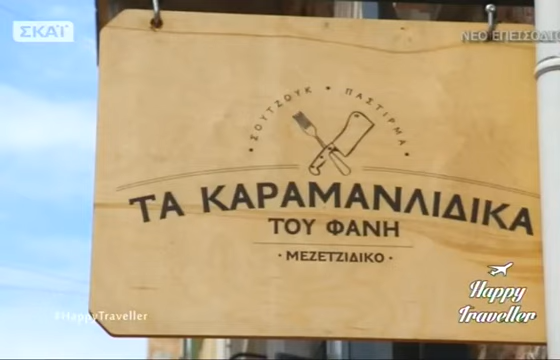 ΣΚΑΪ
ΝΕΟ ΕΠΕΙΣΟΔΙΟ
ΣΟΥΤΖΟΥΚ • ΠΑΣΤΙΡΜΑ
ΤΑ ΚΑΡΑΜΑΝΛΙΔΙΚΑ
ΤΟΥ ΦΑΝΗ
· ΜΕΖΕΤΖΙΔΙΚΟ ·
Happy
Traveller
#HappyTraveller